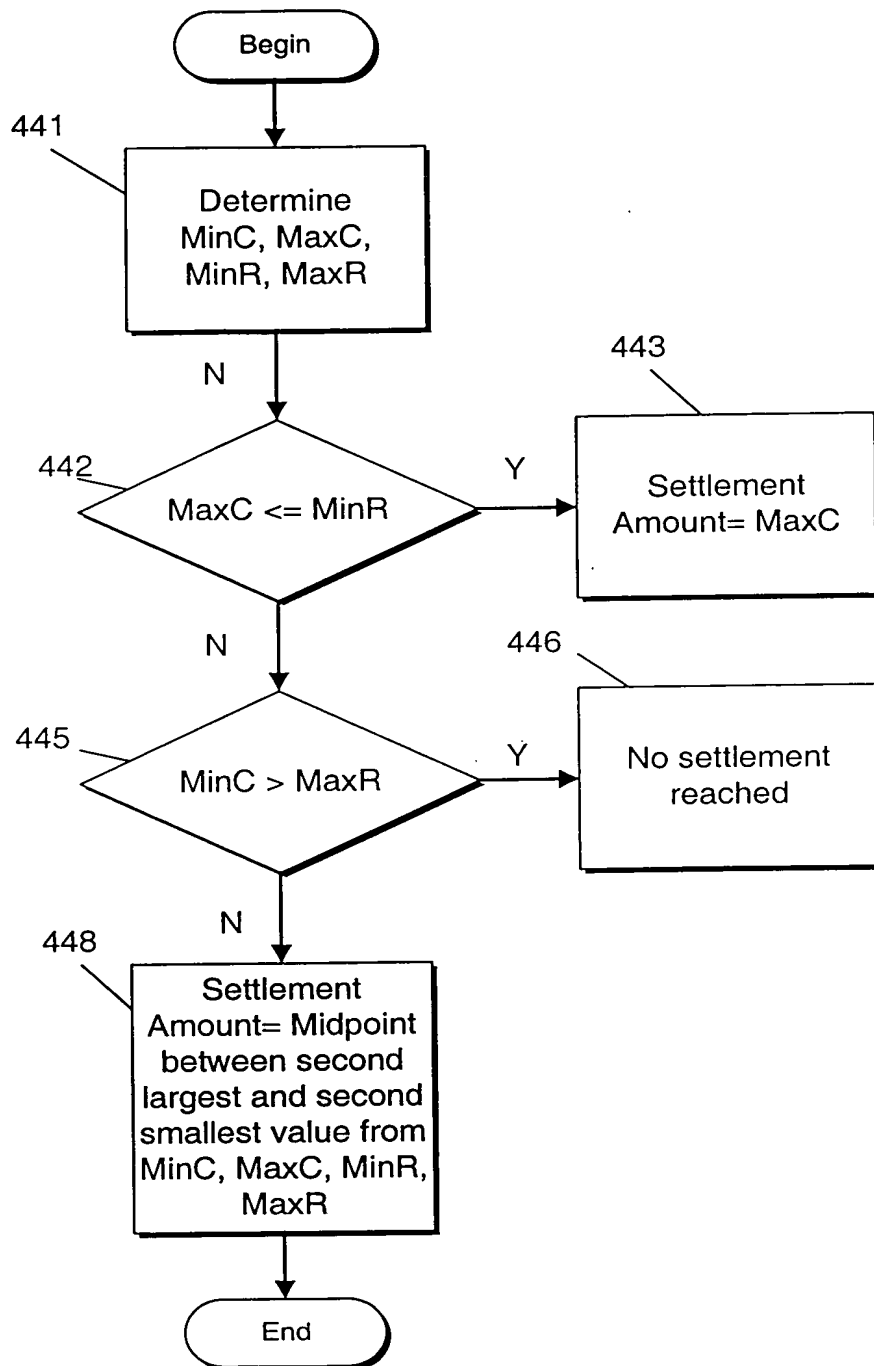 Begin
441
Determine
MinC, MaxC,
MinR, MaxR
N
442
MaxC <= MinR
Y
443
Settlement
Amount= MaxC
N
445
MinC > MaxR
Y
446
No settlement
reached
N
448
Settlement
Amount= Midpoint
between second
largest and second
smallest value from
MinC, MaxC, MinR,
MaxR
End